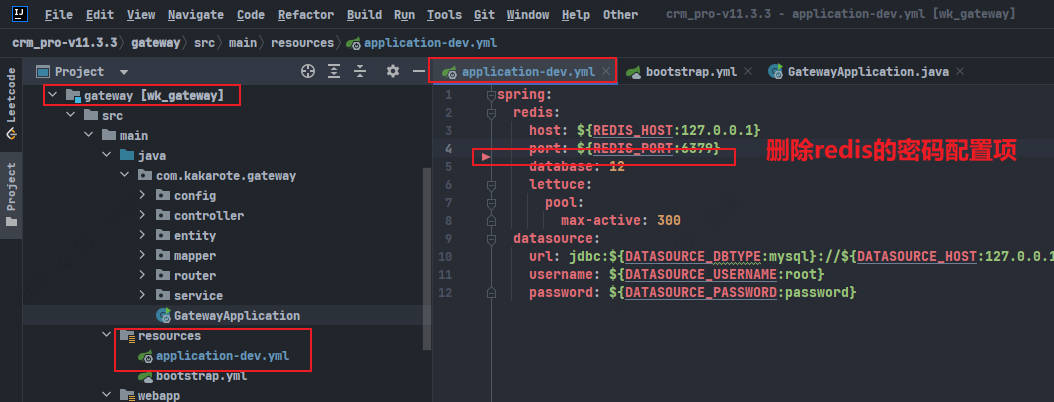 File Edit View Navigate Code Refactor Build Run Tools Git Window Help Other crm_pro-v11.3.3 - application-dev.yml [wk_gateway]
crm_pro-v11.3.3 gateway src main resources application-dev.yml
Leetcode
Project
Project
gateway [wk_gateway]
src
main
java
com.kakarote.gateway
config
controller
entity
mapper
router
service
GatewayApplication
resources
application-dev.yml
bootstrap.yml
webapp
application-dev.yml bootstrap.yml GatewayApplication.java
1 spring:
2 redis:
3 host: ${REDIS_HOST:127.0.0.1}
4 port: ${REDIS_PORT:6379}
5 database: 12
6 lettuce:
7 pool:
8 max-active: 300
9 datasource:
10 url: jdbc:${DATASOURCE_DBTYPE:mysql}://${DATASOURCE_HOST:127.0.0.1
11 username: ${DATASOURCE_USERNAME:root}
12 password: ${DATASOURCE_PASSWORD:password}
删除redis的密码配置项